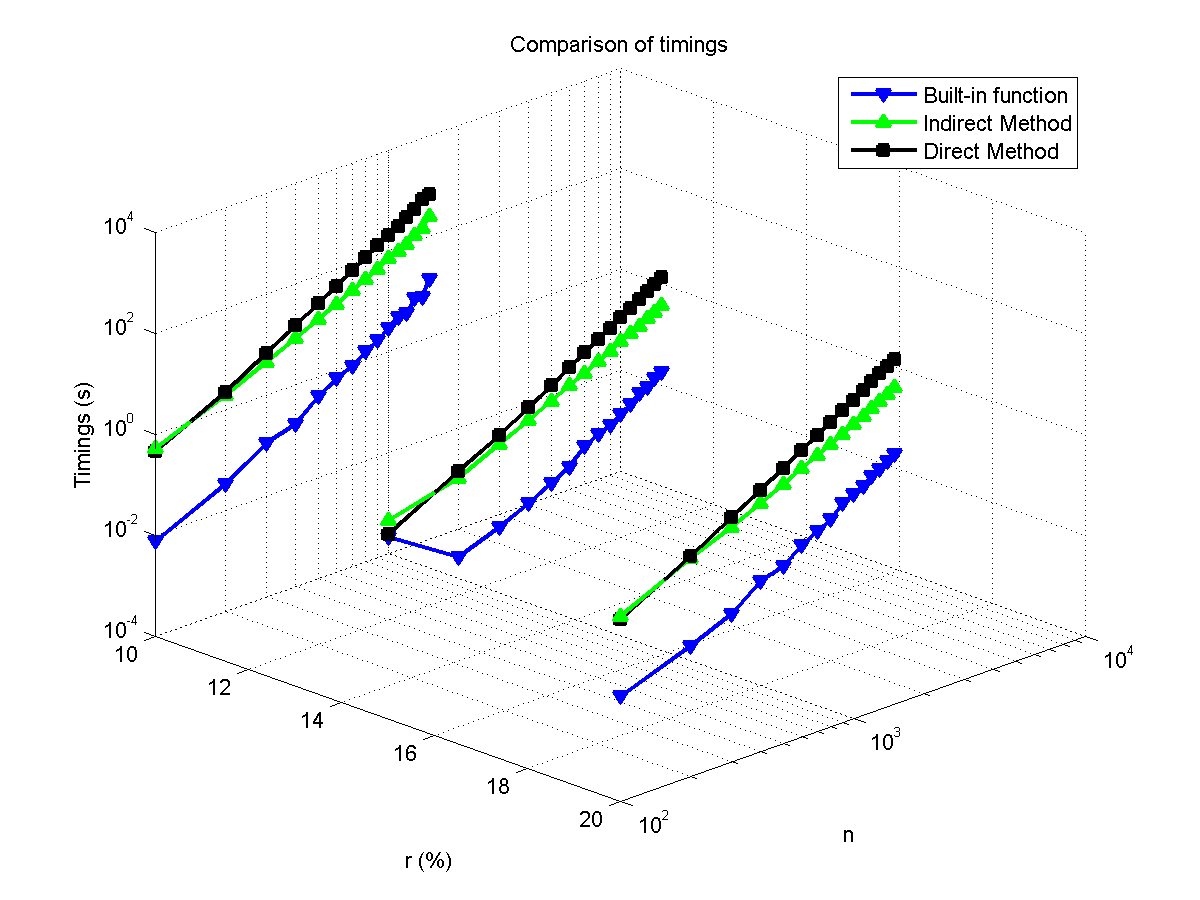 Comparison of timings
Built-in function
Indirect Method
Direct Method
10^4
10^2
10^0
10^-2
10^-4
Timings (s)
10
12
14
16
18
20
r (%)
10^2
10^3
10^4
n